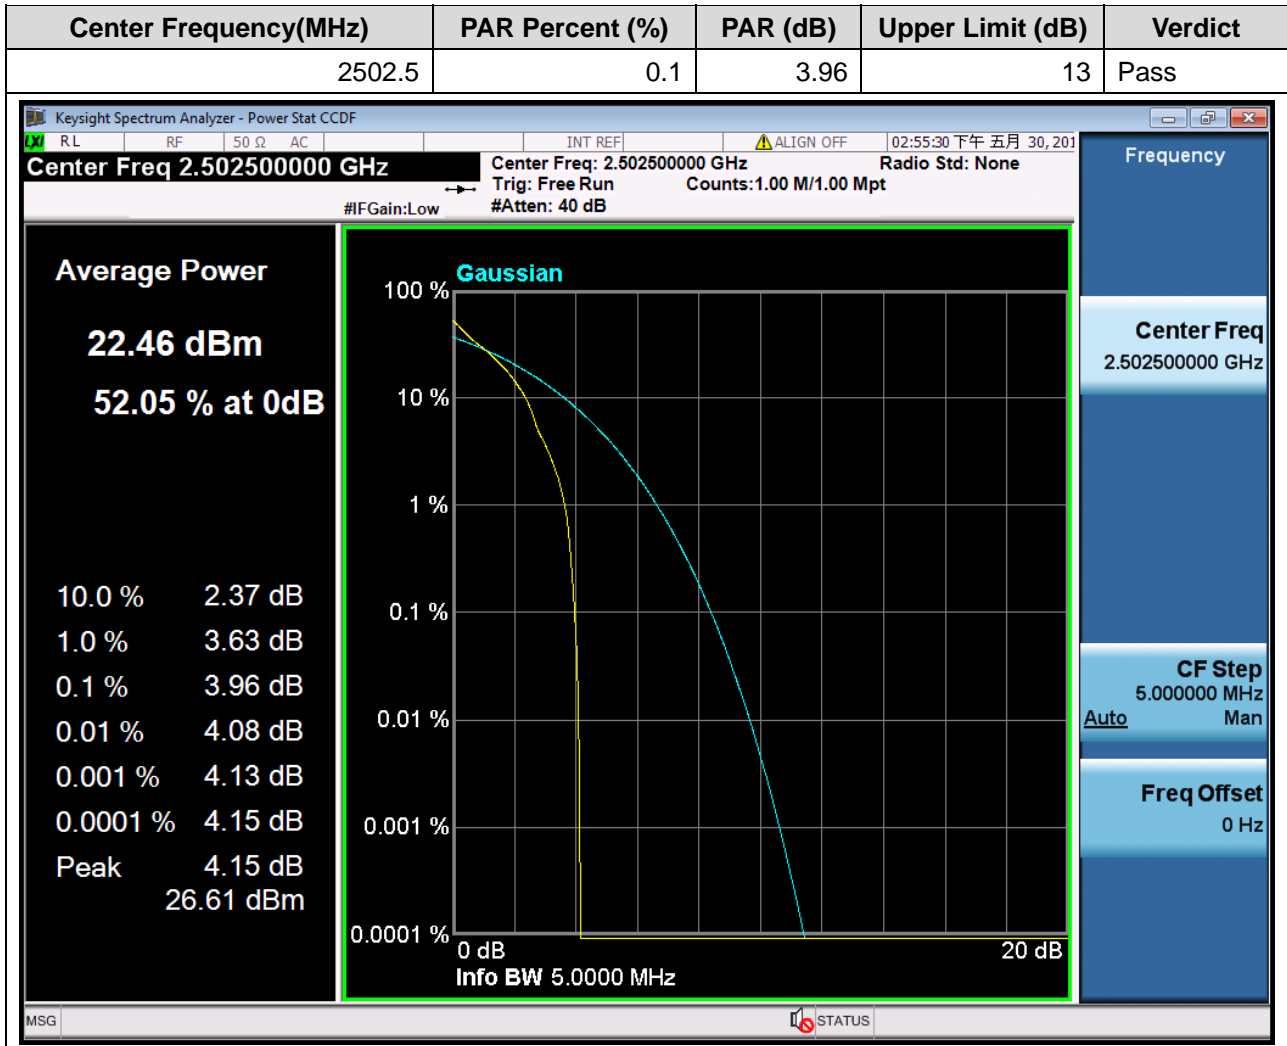 Center Frequency(MHz) PAR Percent (%) PAR (dB) Upper Limit (dB) Verdict
2502.5 0.1 3.96 13 Pass
Keysight Spectrum Analyzer - Power Stat CCDF
LXI RL RF 50 Ω AC INT REF ALIGN OFF 02:55:30 下午 五月 30, 201
Center Freq 2.502500000 GHz
Center Freq: 2.502500000 GHz Radio Std: None
Trig: Free Run Counts:1.00 M/1.00 Mpt
#IFGain:Low #Atten: 40 dB
Average Power
22.46 dBm
52.05 % at 0dB
10.0 % 2.37 dB
1.0 % 3.63 dB
0.1 % 3.96 dB
0.01 % 4.08 dB
0.001 % 4.13 dB
0.0001 % 4.15 dB
Peak 4.15 dB
26.61 dBm
Gaussian
100 %
10 %
1 %
0.1 %
0.01 %
0.001 %
0.0001 %
0 dB 20 dB
Info BW 5.0000 MHz
Frequency
Center Freq
2.502500000 GHz
CF Step
5.000000 MHz
Auto Man
Freq Offset
0 Hz
MSG STATUS